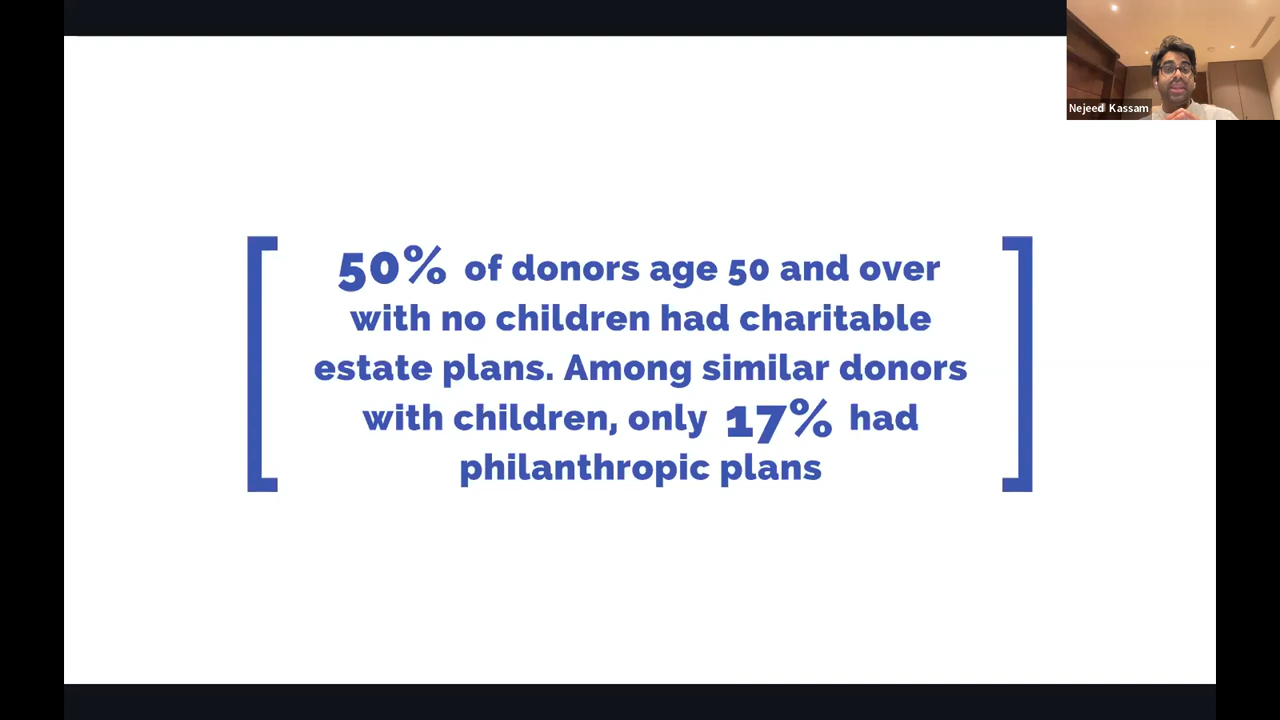 Nejeed Kassam
50% of donors age 50 and over
with no children had charitable
estate plans. Among similar donors
with children, only 17% had
philanthropic plans